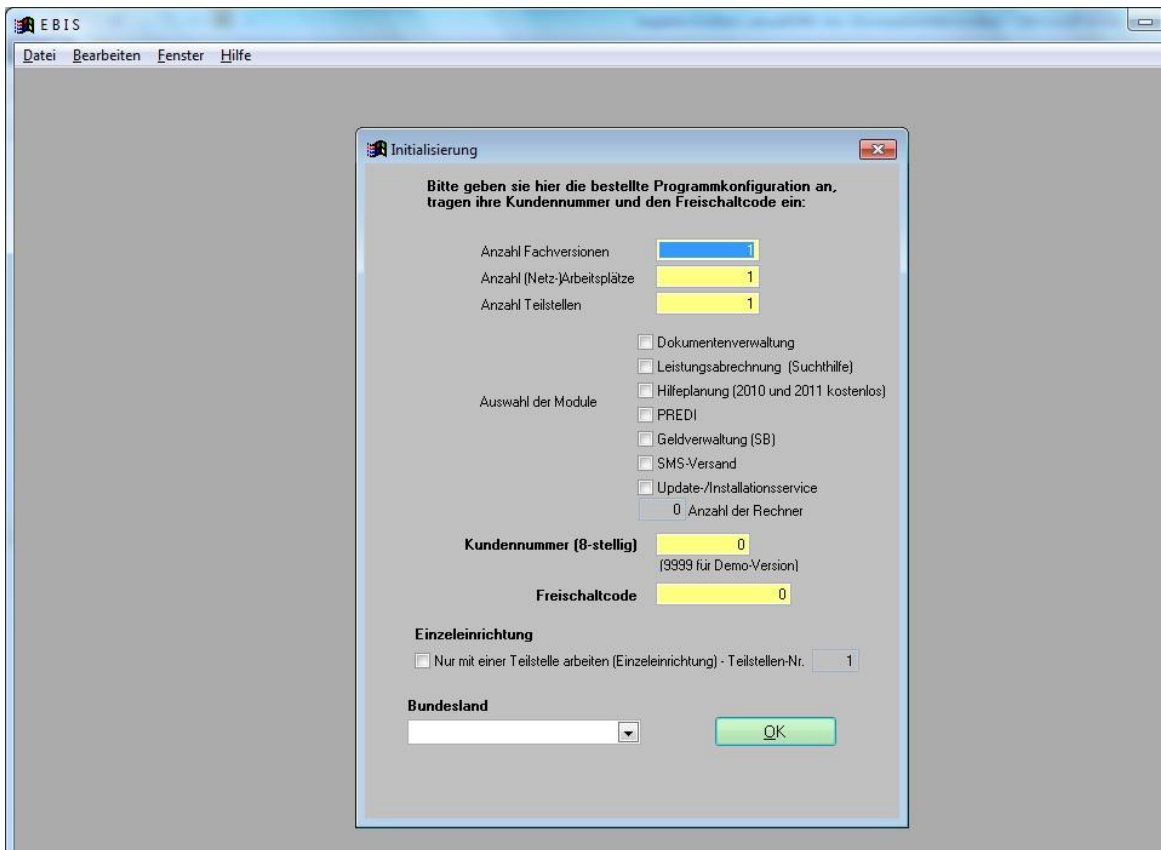 E B I S
Datei Bearbeiten Fenster Hilfe
Initialisierung
Bitte geben sie hier die bestellte Programmkonfiguration an,
tragen ihre Kundennummer und den Freischaltcode ein:
Anzahl Fachversionen 1
Anzahl (Netz-)Arbeitsplätze 1
Anzahl Teilstellen 1
Dokumentenverwaltung
Leistungsabrechnung (Suchthilfe)
Hilfeplanung (2010 und 2011 kostenlos)
Auswahl der Module
PREDI
Geldverwaltung (SB)
SMS-Versand
Update-/Installationsservice
0 Anzahl der Rechner
Kundennummer (8-stellig) 0
(9999 für Demo-Version)
Freischaltcode 0
Einzeleinrichtung
Nur mit einer Teilstelle arbeiten (Einzeleinrichtung) - Teilstellen-Nr. 1
Bundesland
OK